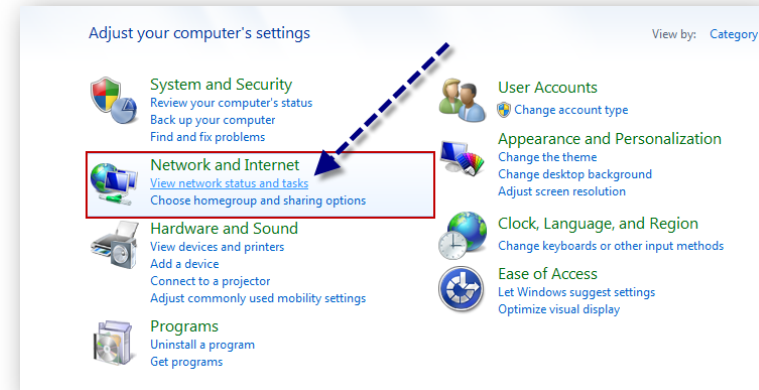 Adjust your computer's settings
View by: Category
System and Security
Review your computer's status
Back up your computer
Find and fix problems
Network and Internet
View network status and tasks
Choose homegroup and sharing options
Hardware and Sound
View devices and printers
Add a device
Connect to a projector
Adjust commonly used mobility settings
Programs
Uninstall a program
Get programs
User Accounts
Change account type
Appearance and Personalization
Change the theme
Change desktop background
Adjust screen resolution
Clock, Language, and Region
Change keyboards or other input methods
Ease of Access
Let Windows suggest settings
Optimize visual display